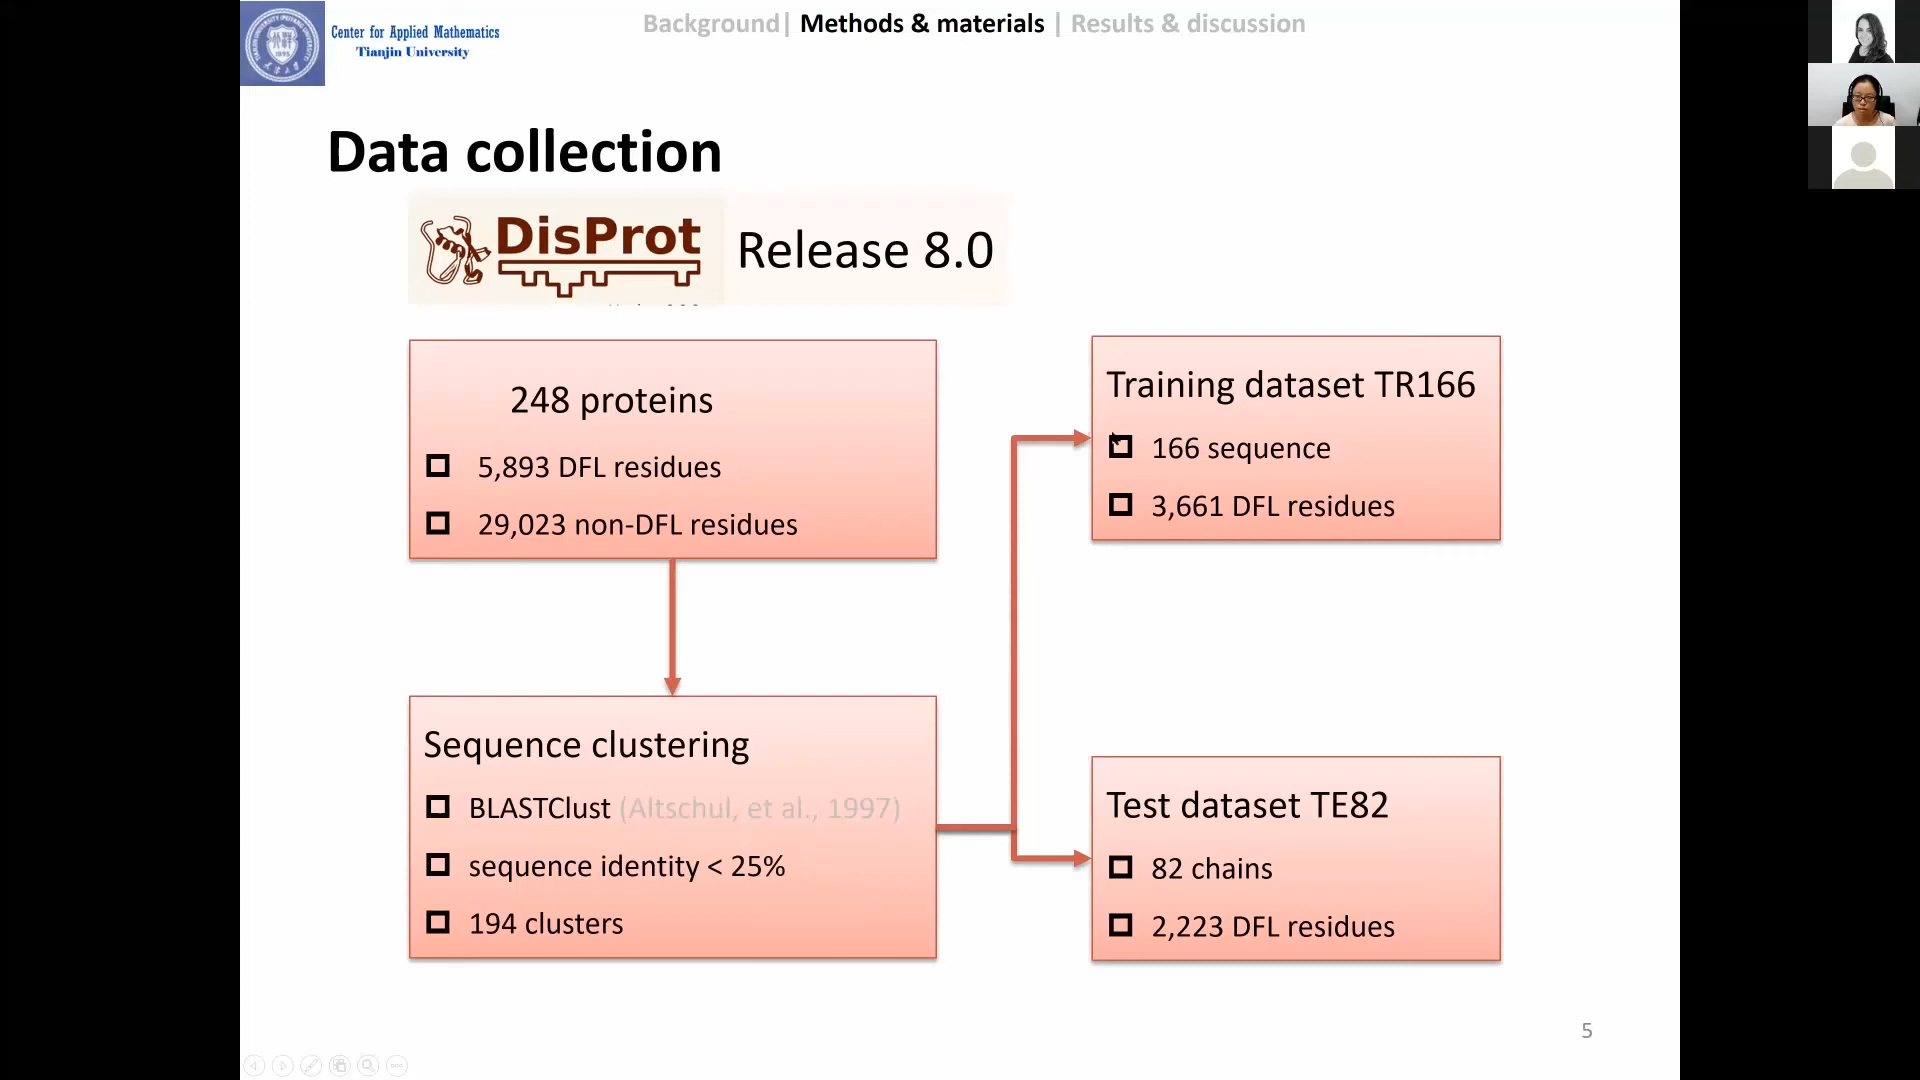 Center for Applied Mathematics
Tianjin University
Background| Methods & materials | Results & discussion
Data collection
DisProt
Release 8.0
248 proteins
5,893 DFL residues
29,023 non-DFL residues
Sequence clustering
BLASTClust (Altschul, et al., 1997)
sequence identity < 25%
194 clusters
Training dataset TR166
166 sequence
3,661 DFL residues
Test dataset TE82
82 chains
2,223 DFL residues
5